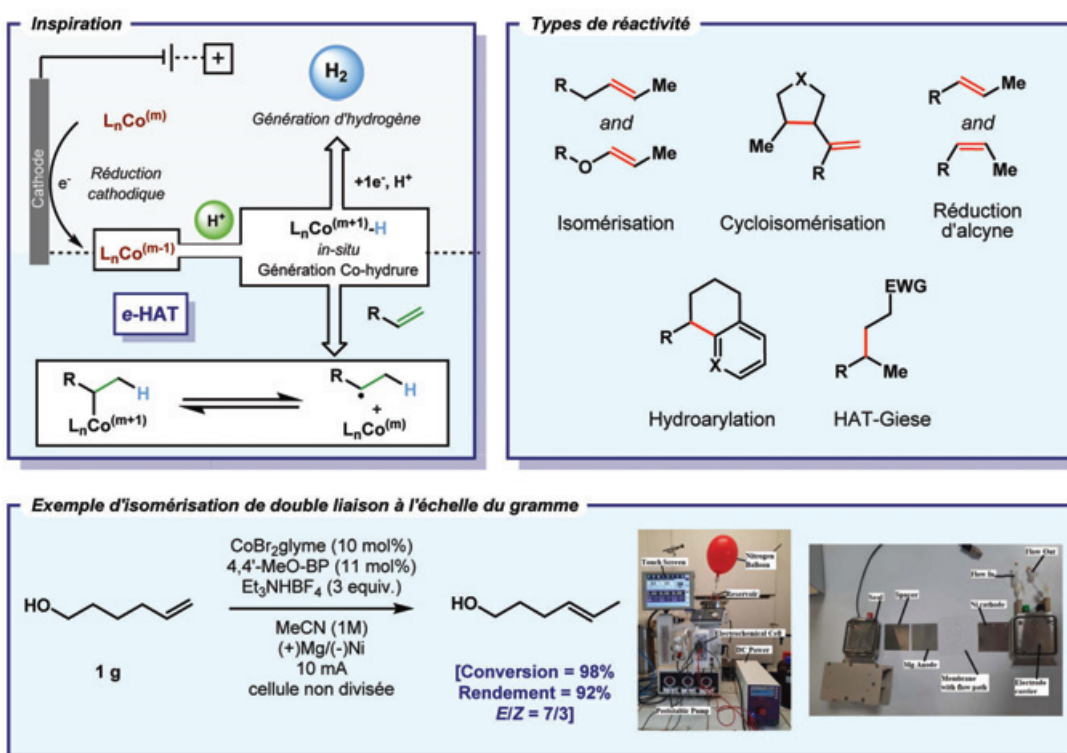 Inspiration
+
LnCo(m)
Cathode
e-
Réduction
cathodique
H2
Génération d'hydrogène
+1e-, H+
H+
LnCo(m-1)
LnCo(m+1)-H
in-situ
Génération Co-hydrure
e-HAT
R
R
H
LnCo(m+1)
R
H
•
+
LnCo(m)
Types de réactivité
R
Me
and
R
O
Me
Isomérisation
X
Me
R
Cycloisomérisation
R
Me
and
R
Me
Réduction
d'alcyne
R
X
Hydroarylation
EWG
R
Me
HAT-Giese
Exemple d'isomérisation de double liaison à l'échelle du gramme
HO
1 g
CoBr2glyme (10 mol%)
4,4'-MeO-BP (11 mol%)
Et3NHBF4 (3 equiv.)
MeCN (1M)
(+)Mg/(-)Ni
10 mA
cellule non divisée
HO
[Conversion = 98%
Rendement = 92%
E/Z = 7/3]
Touch Screen
Nitrogen
Balloon
Reservoir
Electrochemical Cell
DC Power
Peristaltic Pump
Flow Out
Flow In
Seal
Spacer
Ni cathode
Mg Anode
Membrane
with flow path
Electrode
carrier